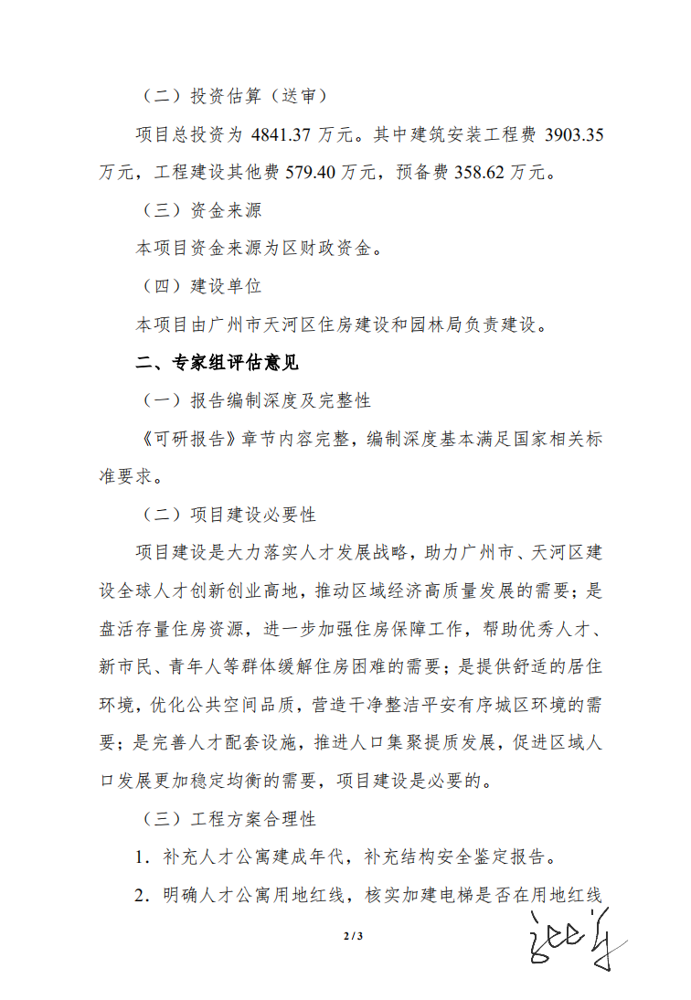 （二）投资估算（送审）
项目总投资为 4841.37 万元。其中建筑安装工程费 3903.35
万元，工程建设其他费 579.40 万元，预备费 358.62 万元。
（三）资金来源
本项目资金来源为区财政资金。
（四）建设单位
本项目由广州市天河区住房建设和园林局负责建设。
二、专家组评估意见
（一）报告编制深度及完整性
《可研报告》章节内容完整，编制深度基本满足国家相关标
准要求。
（二）项目建设必要性
项目建设是大力落实人才发展战略，助力广州市、天河区建
设全球人才创新创业高地，推动区域经济高质量发展的需要；是
盘活存量住房资源，进一步加强住房保障工作，帮助优秀人才、
新市民、青年人等群体缓解住房困难的需要；是提供舒适的居住
环境，优化公共空间品质，营造干净整洁平安有序城区环境的需
要；是完善人才配套设施，推进人口集聚提质发展，促进区域人
口发展更加稳定均衡的需要，项目建设是必要的。
（三）工程方案合理性
1．补充人才公寓建成年代，补充结构安全鉴定报告。
2．明确人才公寓用地红线，核实加建电梯是否在用地红线
2 / 3